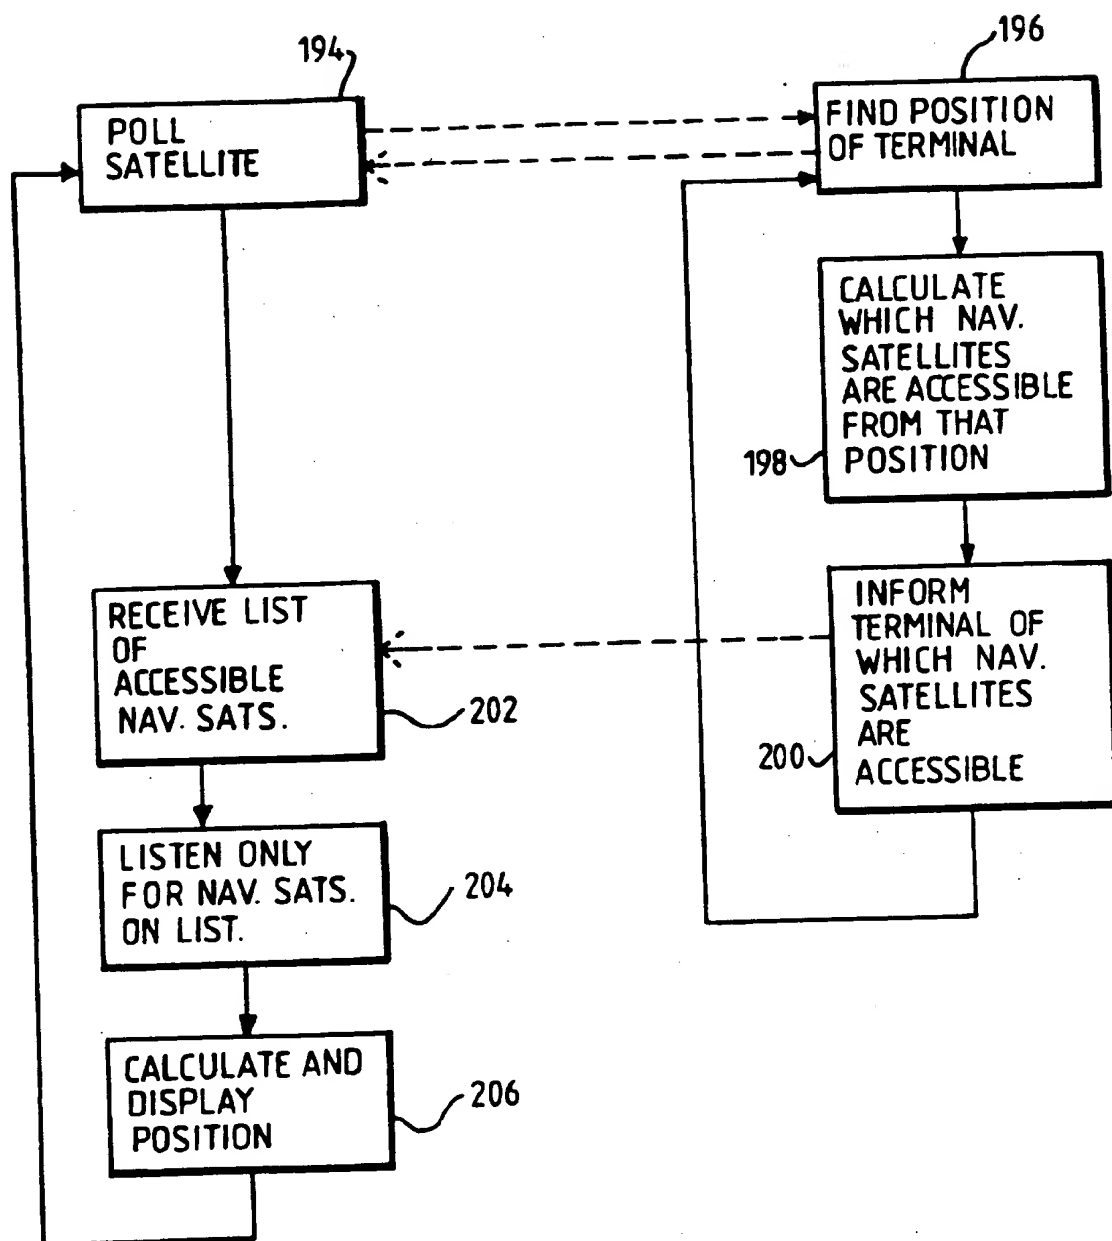 194
POLL
SATELLITE
196
FIND POSITION
OF TERMINAL
CALCULATE
WHICH NAV.
SATELLITES
ARE ACCESSIBLE
FROM THAT
POSITION
198
INFORM
TERMINAL OF
WHICH NAV.
SATELLITES
ARE
ACCESSIBLE
200
RECEIVE LIST
OF
ACCESSIBLE
NAV. SATS.
202
LISTEN ONLY
FOR NAV. SATS.
ON LIST.
204
CALCULATE AND
DISPLAY
POSITION
206